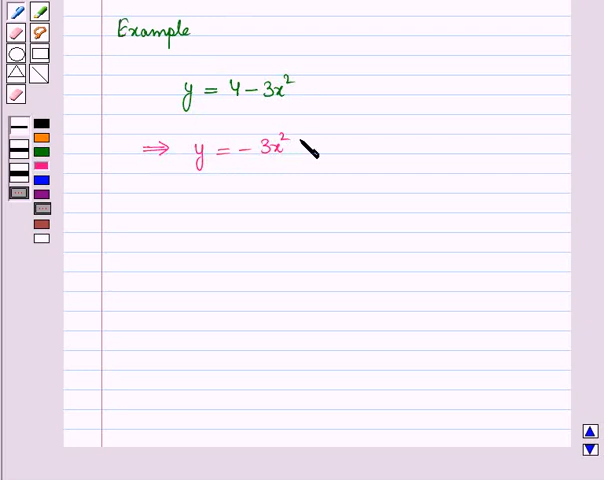 Example
y = 4 - 3x²
⇒ y = - 3x²